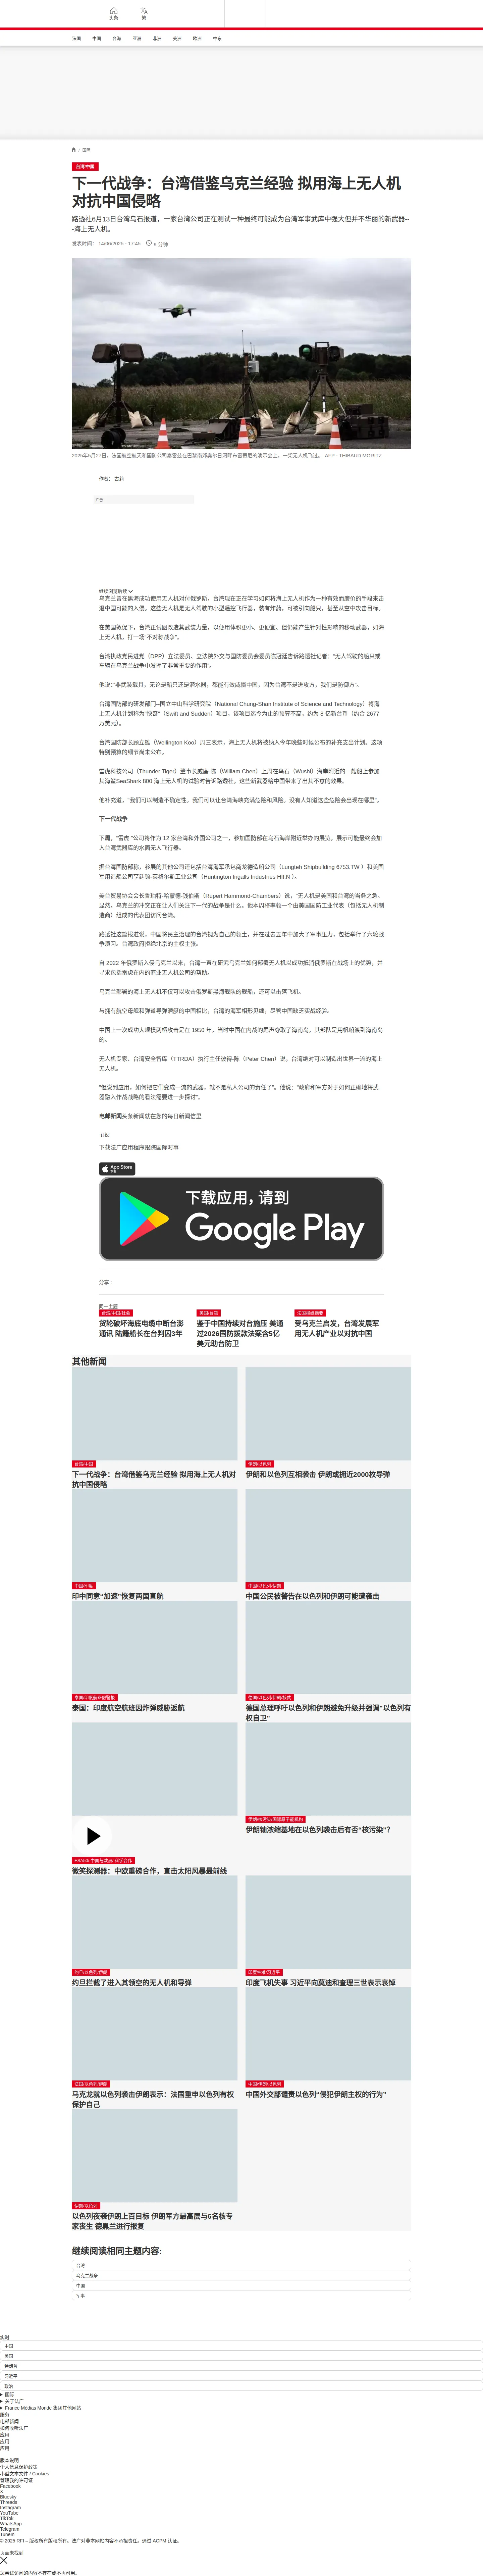 头条
繁
法国
中国
台海
亚洲
非洲
美洲
欧洲
中东
国际
台海/中国
下一代战争：台湾借鉴乌克兰经验 拟用海上无人机
对抗中国侵略
路透社6月13日台湾乌石报道，一家台湾公司正在测试一种最终可能成为台湾军事武库中强大但并不华丽的新武器--
-海上无人机。
发表时间： 14/06/2025 - 17:45
9 分钟
2025年5月27日，法国航空航天和国防公司泰雷兹在巴黎南郊首尔日河畔布雷蒂尼的演示会上，一架无人机飞过。 AFP - THIBAUD MORITZ
作者： 古莉
广告
继续浏览后续
乌克兰曾在黑海成功使用无人机对付俄罗斯，台湾现在正在学习如何将海上无人机作为一种有效而廉价的手段来击
退中国可能的入侵。这些无人机是无人驾驶的小型遥控飞行器，装有炸药，可被引向船只，甚至从空中攻击目标。
在美国敦促下，台湾正试图改造其武装力量，以便用体积更小、更便宜、但仍能产生针对性影响的移动武器，如海
上无人机，打一场“不对称战争”。
台湾执政党民进党（DPP）立法委员、立法院外交与国防委员会委员陈冠廷告诉路透社记者：“无人驾驶的船只或
车辆在乌克兰战争中发挥了非常重要的作用”。
他说：“非武装载具，无论是船只还是潜水器，都能有效威慑中国，因为台湾不是进攻方，我们是防御方”。
台湾国防部的研发部门--国立中山科学研究院（National Chung-Shan Institute of Science and Technology）将海
上无人机计划称为“快奇”（Swift and Sudden）项目，该项目迄今为止的预算不高，约为 8 亿新台币（约合 2677
万美元）。
台湾国防部长顾立雄（Wellington Koo）周三表示，海上无人机将被纳入今年晚些时候公布的补充支出计划。这项
特别预算的细节尚未公布。
雷虎科技公司（Thunder Tiger）董事长威廉-陈（William Chen）上周在乌石（Wushi）海岸附近的一艘船上参加
其海鲨SeaShark 800 海上无人机的试验时告诉路透社，这些新武器给中国带来了出其不意的效果。
他补充道，“我们可以制造不确定性。我们可以让台湾海峡充满危险和风险。没有人知道这些危险会出现在哪里”。
下一代战争
下周，“雷虎 ”公司将作为 12 家台湾和外国公司之一，参加国防部在乌石海岸附近举办的展览，展示可能最终会加
入台湾武器库的水面无人飞行器。
据台湾国防部称，参展的其他公司还包括台湾海军承包商龙德造船公司（Lungteh Shipbuilding 6753.TW ）和美国
军用造船公司亨廷顿-英格尔斯工业公司（Huntington Ingalls Industries HII.N ）。
美台贸易协会会长鲁珀特-哈蒙德-钱伯斯（Rupert Hammond-Chambers）说，“无人机是美国和台湾的当务之急。
显然，乌克兰的冲突正在让人们关注下一代的战争是什么。他本周将率领一个由美国国防工业代表（包括无人机制
造商）组成的代表团访问台湾。
路透社这篇报道说，中国将民主治理的台湾视为自己的领土，并在过去五年中加大了军事压力，包括举行了六轮战
争演习。台湾政府拒绝北京的主权主张。
自 2022 年俄罗斯入侵乌克兰以来，台湾一直在研究乌克兰如何部署无人机以成功抵消俄罗斯在战场上的优势，并
寻求包括雷虎在内的商业无人机公司的帮助。
乌克兰部署的海上无人机不仅可以攻击俄罗斯黑海舰队的舰船，还可以击落飞机。
与拥有航空母舰和弹道导弹潜艇的中国相比，台湾的海军相形见绌，尽管中国缺乏实战经验。
中国上一次成功大规模两栖攻击是在 1950 年，当时中国在内战的尾声夺取了海南岛，其部队是用帆船渡到海南岛
的。
无人机专家、台湾安全智库（TTRDA）执行主任彼得-陈（Peter Chen）说，台湾绝对可以制造出世界一流的海上
无人机。
“但说到应用，如何把它们变成一流的武器，就不是私人公司的责任了”。他说：“政府和军方对于如何正确地将武
器融入作战战略的看法需要进一步探讨”。
电邮新闻头条新闻就在您的每日新闻信里
订阅
下载法广应用程序跟踪国际时事
App Store
下载
下载应用，请到
Google Play
分享 :
同一主题
台湾/中国/社会
货轮破坏海底电缆中断台澎
通讯 陆籍船长在台判囚3年
美国/台湾
鉴于中国持续对台施压 美通
过2026国防拨款法案含5亿
美元助台防卫
法国报纸摘要
受乌克兰启发，台湾发展军
用无人机产业以对抗中国
其他新闻
台湾/中国
下一代战争：台湾借鉴乌克兰经验 拟用海上无人机对
抗中国侵略
伊朗/以色列
伊朗和以色列互相袭击 伊朗或拥近2000枚导弹
中国/印度
印中同意“加速”恢复两国直航
中国/以色列/伊朗
中国公民被警告在以色列和伊朗可能遭袭击
泰国/印度航班报警告
泰国：印度航空航班因炸弹威胁返航
德国/以色列/伊朗/核武
德国总理呼吁以色列和伊朗避免升级并强调“以色列有
权自卫”
ESA50/ 中国与欧洲/ 科学合作
微笑探测器：中欧重磅合作，直击太阳风暴最前线
伊朗/核污染/国际原子能机构
伊朗铀浓缩基地在以色列袭击后有否“核污染”？
约旦/以色列/伊朗
约旦拦截了进入其领空的无人机和导弹
印度空难/习近平
印度飞机失事 习近平向莫迪和查理三世表示哀悼
法国/以色列/伊朗
马克龙就以色列袭击伊朗表示：法国重申以色列有权
保护自己
中国/伊朗/以色列
中国外交部谴责以色列“侵犯伊朗主权的行为”
伊朗/以色列
以色列夜袭伊朗上百目标 伊朗军方最高层与6名核专
家丧生 德黑兰进行报复
继续阅读相同主题内容:
台湾
乌克兰战争
中国
军事
实时
中国
美国
特朗普
习近平
政治
国际
关于法广
France Médias Monde 集团其他网站
服务
电邮新闻
如何收听法广
应用
应用
应用
版本说明
个人信息保护政策
小型文本文件 / Cookies
管理我的许可证
Facebook
X
Bluesky
Threads
Instagram
YouTube
TikTok
WhatsApp
Telegram
TuneIn
© 2025 RFI – 版权所有版权所有。法广对非本网站内容不承担责任。通过 ACPM 认证。
页面未找到
您尝试访问的内容不存在或不再可用。